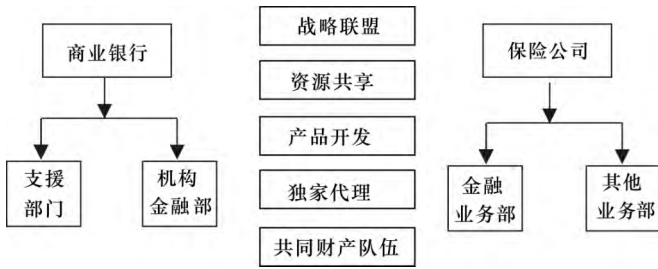 战略联盟
商业银行
保险公司
资源共享
产品开发
支援
部门
机构
金融部
独家代理
金融
业务部
其他
业务部
共同财产队伍